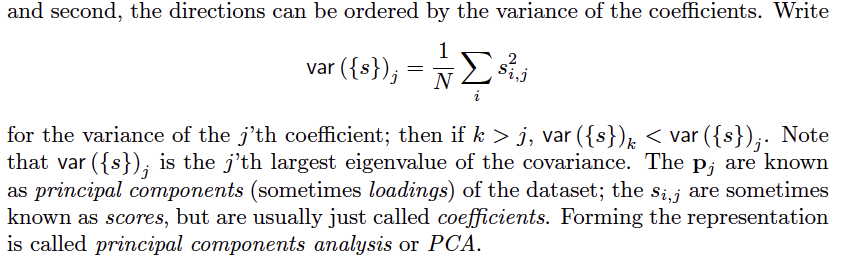 and second, the directions can be ordered by the variance of the coefficients. Write
var ({s})_j = 1/N ∑_i s²_{i,j}
for the variance of the j’th coefficient; then if k > j, var ({s})_k < var ({s})_j. Note
that var ({s})_j is the j’th largest eigenvalue of the covariance. The p_j are known
as principal components (sometimes loadings) of the dataset; the s_{i,j} are sometimes
known as scores, but are usually just called coefficients. Forming the representation
is called principal components analysis or PCA.